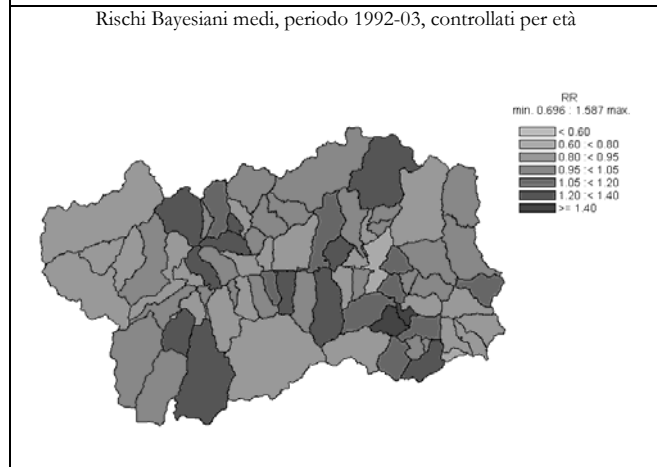 Rischi Bayesiani medi, periodo 1992-03, controllati per età
RR
min. 0.696 : 1.587 max.
< 0.60
0.60 :< 0.80
0.80 :< 0.95
0.95 :< 1.05
1.05 :< 1.20
1.20 :< 1.40
>= 1.40